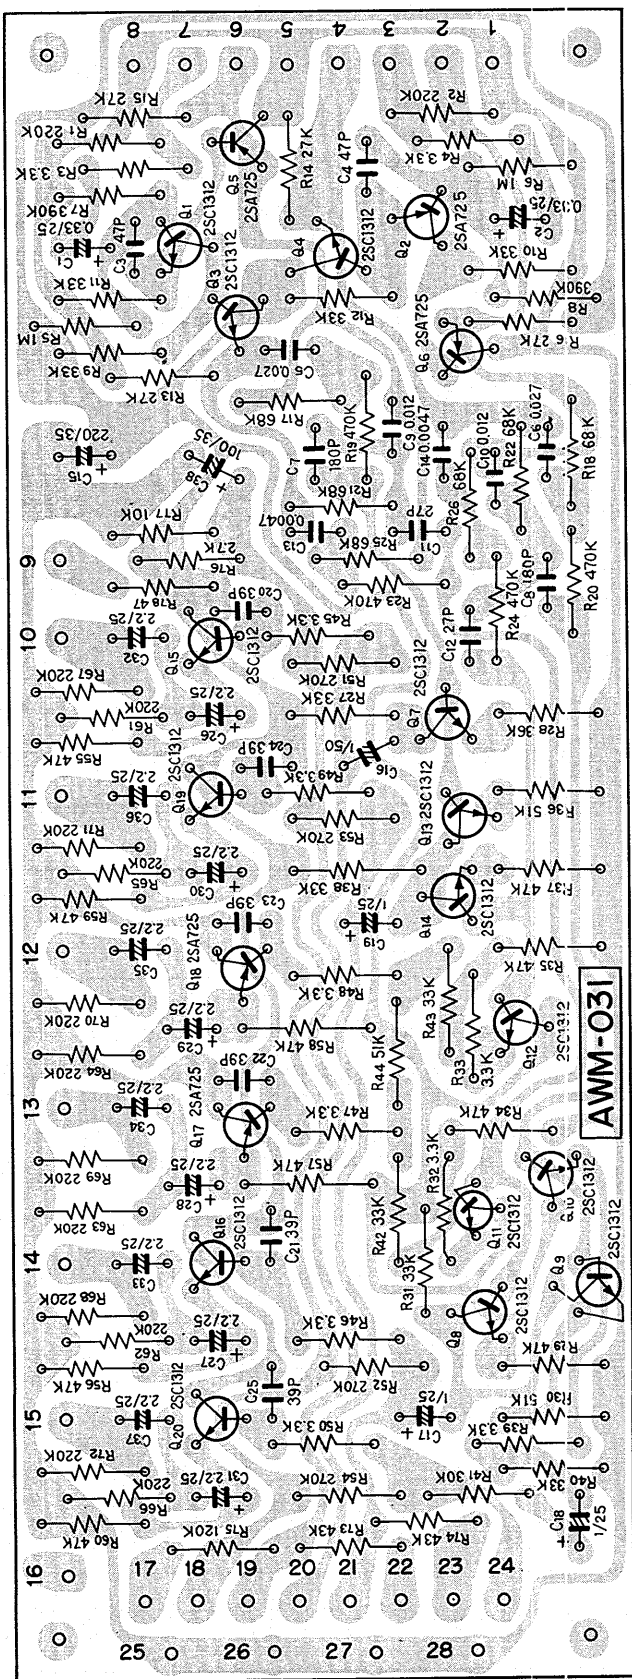 8 7 6 5 4 3 2 1
R15 27K
R1 220K
R3 3.3K
R7 390K
0.33/25
C1
47P
C3
Q1
2SC1312
Q3
2SC1312
Q5
2SA725
R14 27K
C4 47P
R2 220K
R4 3.3K
R6 1M
0.33/25
C2
Q2
2SA725
Q4
2SC1312
R10 33K
390K
R8
R11 33K
R5 1M
R9 33K
R13 27K
R12 33K
C5 0.027
Q6 2SA725
R6 27K
R17 68K
220/35
C15
100/35
C38
C7
180P
R19 470K
C9 0.012
C14 0.0047
C10 0.012
R22 68K
C6 0.027
R18 68K
R21 68K
R26
68K
R17 10K
2.7K
R76
R78 47
0.0047
C13
R25 68K
27P
C11
R23 470K
R24 470K
C8 180P
R20 470K
9
10
2.2/25
C32
Q15
2SC1312
C20 39P
R45 3.3K
R51 270K
R27 33K
C12 27P
2SC1312
Q7
R28 36K
R67 220K
220K
R61
R55 47K
2.2/25
C26
C24 39P
1/50
C16
R49 3.3K
R53 270K
11
2.2/25
C36
Q19
2SC1312
Q13 2SC1312
R36 51K
R71 220K
220K
R65
R59 47K
2.2/25
C30
R38 33K
R37 47K
1/25
C19
Q14
2SC1312
C23 39P
12
2.2/25
C35
Q18 2SA725
R35 47K
R48 3.3K
R70 220K
R64 220K
2.2/25
C29
R58 47K
R44 51K
R43 33K
R33
3.3K
Q12
2SC1312
AWM-031
C22 39P
13
2.2/25
C34
Q17 2SA725
R47 3.3K
R34 47K
R69 220K
R63 220K
2.2/25
C28
R57 47K
R42 33K
R32 3.3K
Q11
2SC1312
Q10
2SC1312
14
2.2/25
C33
Q16
2SC1312
C21 39P
R31 33K
Q9
2SC1312
R68 220K
220K
R62
R56 47K
2.2/25
C27
R46 3.3K
R52 270K
Q8
2SC1312
R29 47K
15
2.2/25
C37
Q20
2SC1312
C25
39P
R50 3.3K
1/25
C17
R30 51K
R39 3.3K
R72 220K
220K
R66
R60 47K
C31 2.2/25
R54 270K
R41 30K
R40
33K
R75 120K
R73 43K
R74 43K
C18
1/25
16
17 18 19 20 21 22 23 24
25 26 27 28